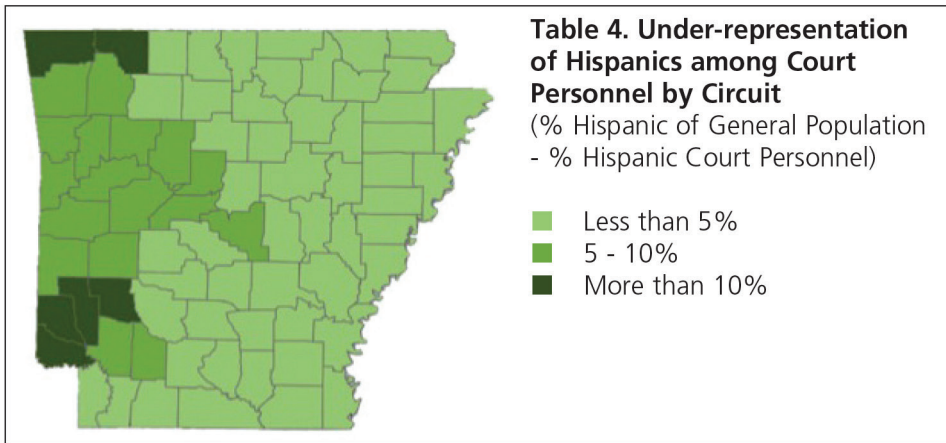 Table 4. Under-representation
of Hispanics among Court
Personnel by Circuit
(% Hispanic of General Population
- % Hispanic Court Personnel)
Less than 5%
5 - 10%
More than 10%